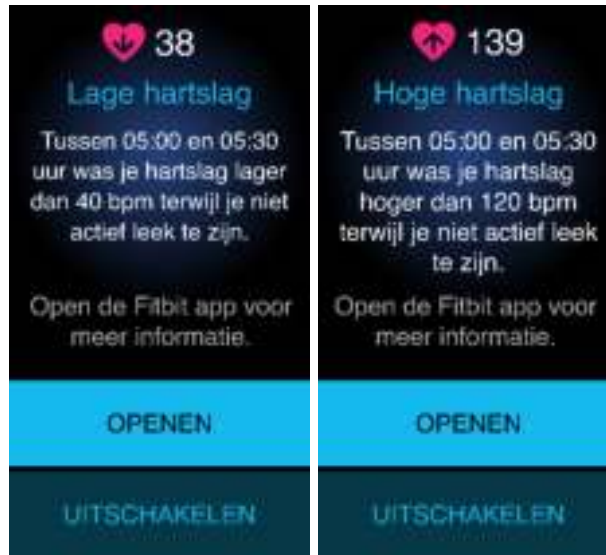 38
Lage hartslag
Tussen 05:00 en 05:30
uur was je hartslag lager
dan 40 bpm terwijl je niet
actief leek te zijn.
Open de Fitbit app voor
meer informatie.
OPENEN
UITSCHAKELEN
139
Hoge hartslag
Tussen 05:00 en 05:30
uur was je hartslag
hoger dan 120 bpm
terwijl je niet actief leek
te zijn.
Open de Fitbit app voor
meer informatie.
OPENEN
UITSCHAKELEN